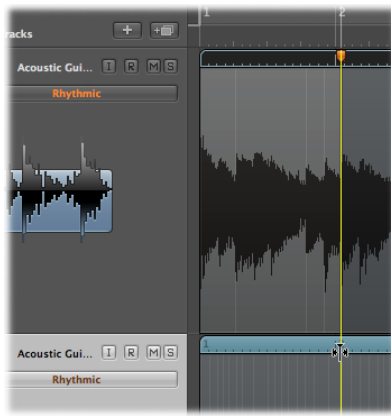 1 2
racks +
Acoustic Gui... I R M S
Rhythmic
1
Acoustic Gui... I R M S
Rhythmic